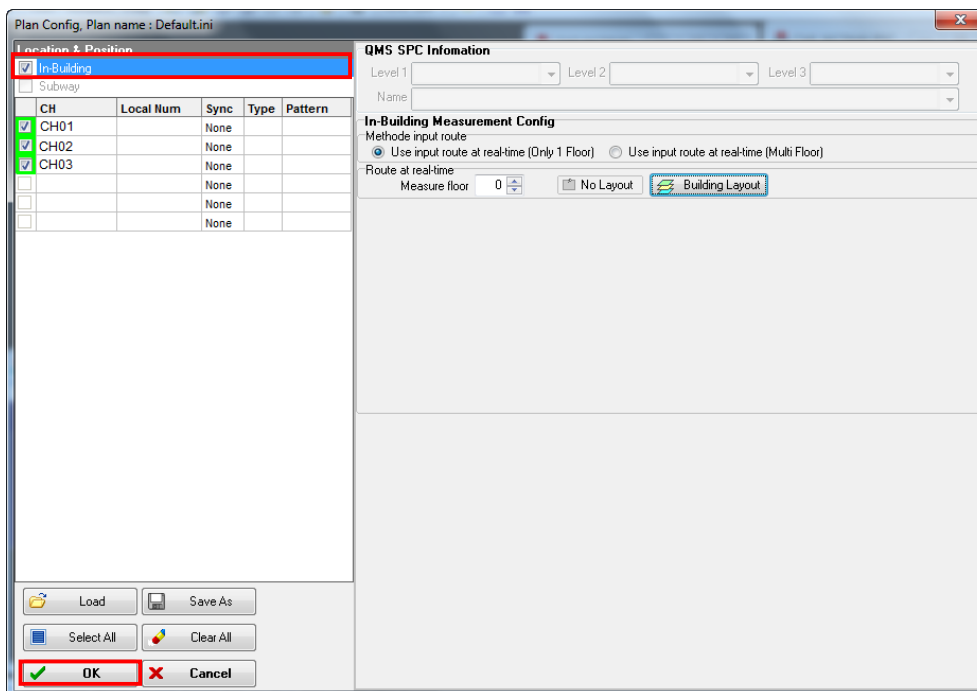 Plan Config, Plan name : Default.ini
Location & Position
In-Building
Subway
CH Local Num Sync Type Pattern
CH01 None
CH02 None
CH03 None
None
None
None
Load Save As
Select All Clear All
OK Cancel
QMS SPC Infomation
Level 1 Level 2 Level 3
Name
In-Building Measurement Config
Methode input route
Use input route at real-time (Only 1 Floor) Use input route at real-time (Multi Floor)
Route at real-time
Measure floor 0 No Layout Building Layout